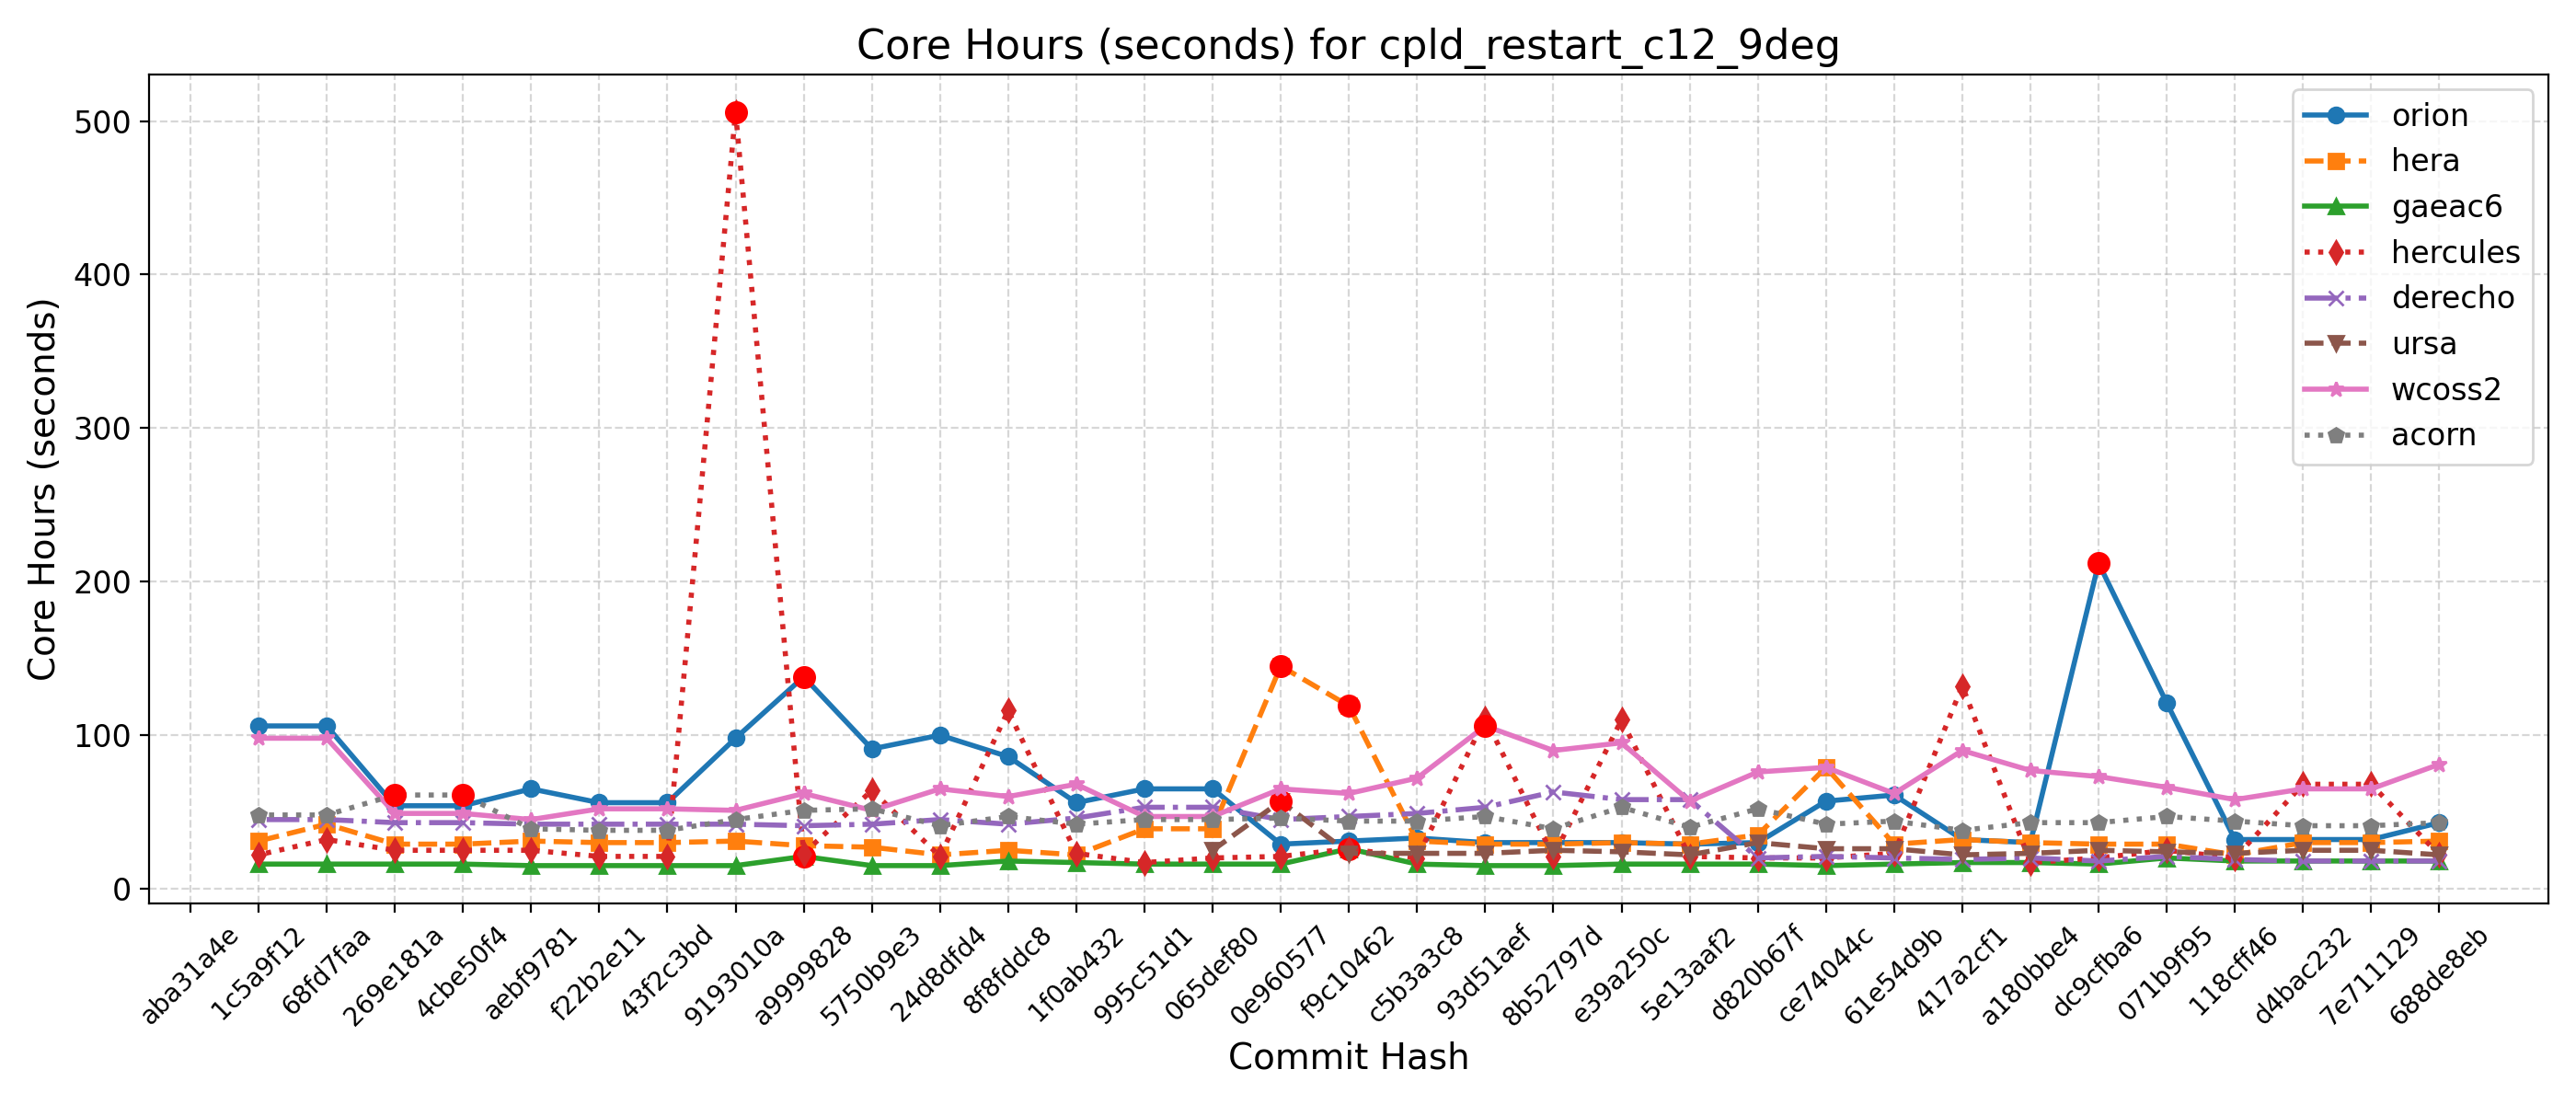 Core Hours (seconds) for cpld_restart_c12_9deg
Core Hours (seconds)
500
400
300
200
100
0
orion
hera
gaeac6
hercules
derecho
ursa
wcoss2
acorn
aba31a4e
1c5a9f12
68fd7faa
269e181a
4cbe50f4
aebf9781
f22b2e11
43f2c3bd
9193010a
a9999828
5750b9e3
24d8dfd4
8f8fddc8
1f0ab432
995c51d1
065def80
0e960577
f9c10462
c5b3a3c8
93d51aef
8b52797d
e39a250c
5e13aaf2
d820b67f
ce74044c
61e54d9b
417a2cf1
a180bbe4
dc9cfba6
071b9f95
118cff46
d4bac232
7e711129
688de8eb
Commit Hash